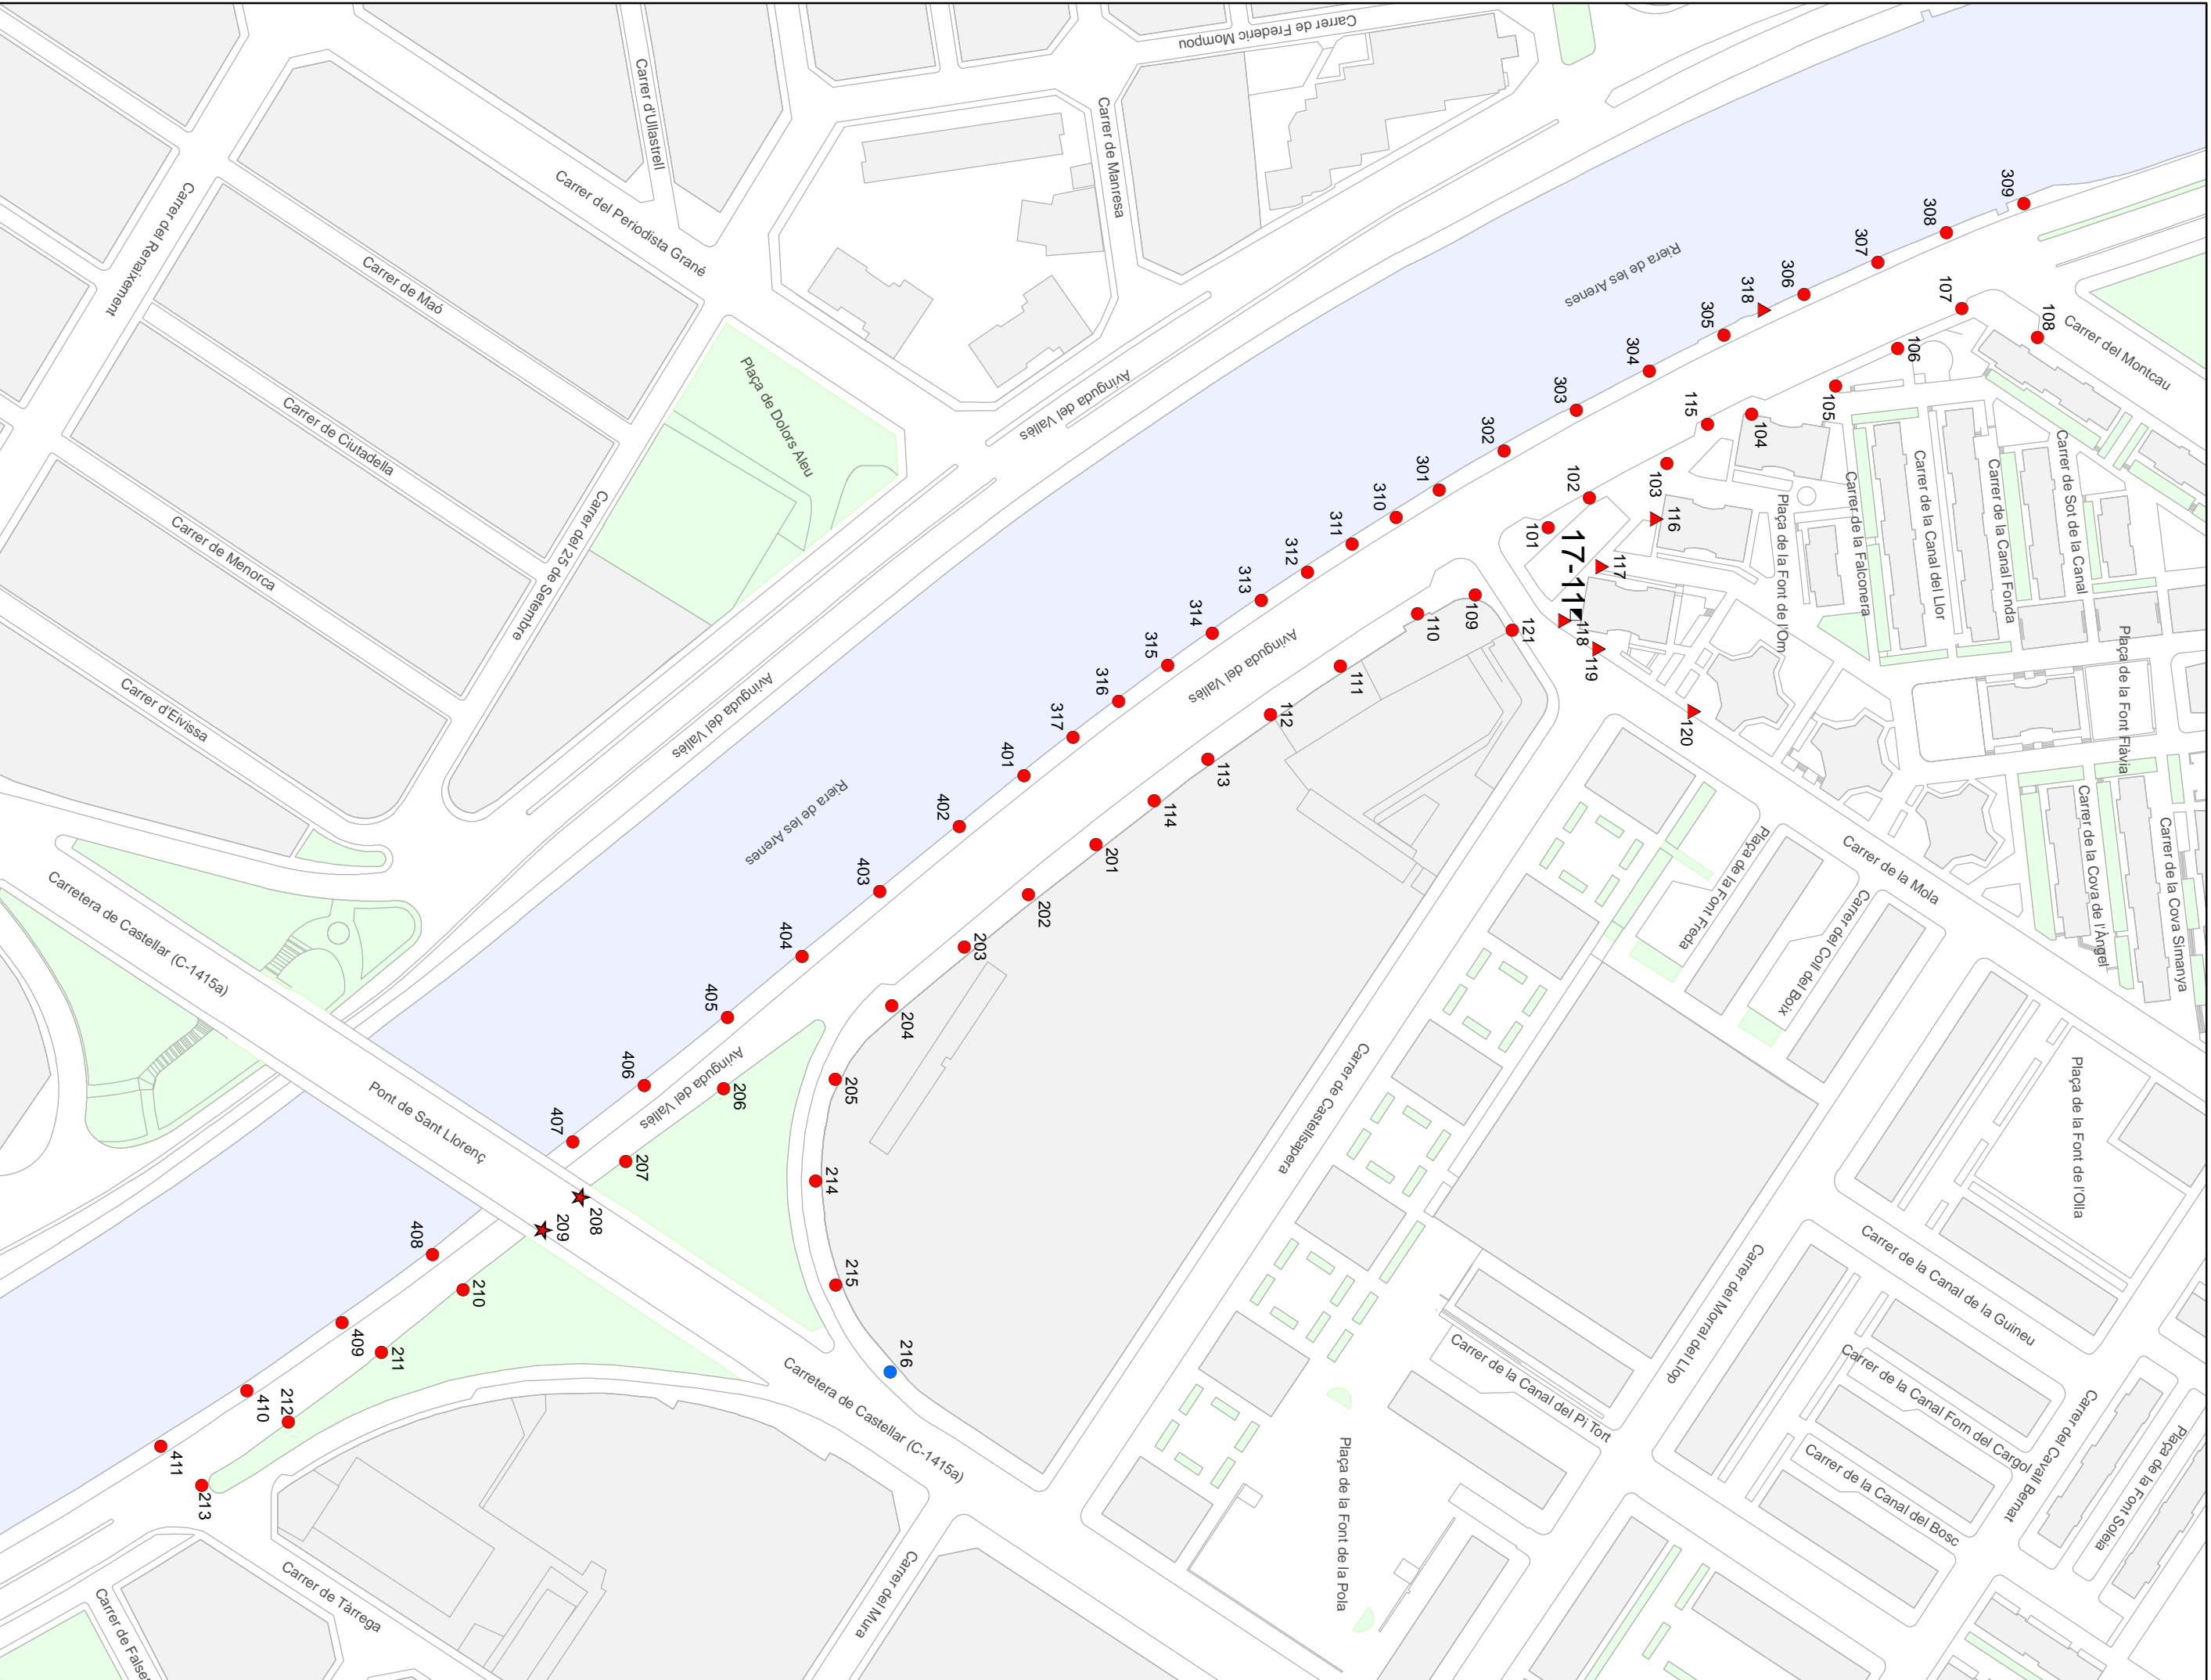 Carrer de Frederic Mompou
Carrer d'Ullastrell
Carrer de Manresa
Carrer del Periodista Grané
Carrer del Renaixement
Carrer de Maó
Carrer de Ciutadella
Carrer de Menorca
Carrer d'Eivissa
Carrer del 25 de Setembre
Plaça de Dolors Aleu
Avinguda del Vallès
Avinguda del Vallès
Avinguda del Vallès
Avinguda del Vallès
Riera de les Arenes
Riera de les Arenes
309
308
307
306
318
305
304
303
302
301
310
311
312
313
314
315
316
317
401
402
403
404
405
406
407
408
409
410
411
107
108
106
105
104
115
103
102
101
116
117
17-11
118
119
120
121
109
110
111
112
113
114
201
202
203
204
205
206
207
208
209
210
211
212
213
214
215
216
Carrer del Montcau
Carrer de Sot de la Canal
Carrer de la Canal Fonda
Carrer de la Canal del Llor
Carrer de la Falconera
Plaça de la Font de l'Om
Plaça de la Font Flàvia
Carrer de la Cova de l'Àngel
Carrer de la Cova Simanya
Carrer de la Mola
Plaça de la Font Freda
Carrer del Coll del Boix
Plaça de la Font de l'Olla
Carrer de Castellsapera
Carrer de la Canal de la Guineu
Carrer del Morral del Llop
Carrer de la Canal del Pi Tort
Carrer de la Canal Forn del Cargol
Carrer de la Canal del Bosc
Carrer del Cavall Bernat
Plaça de la Font Soleia
Plaça de la Font de la Pola
Carretera de Castellar (C-1415a)
Pont de Sant Llorenç
Carretera de Castellar (C-1415a)
Carrer del Mura
Carrer de Tàrrega
Carrer de Falset